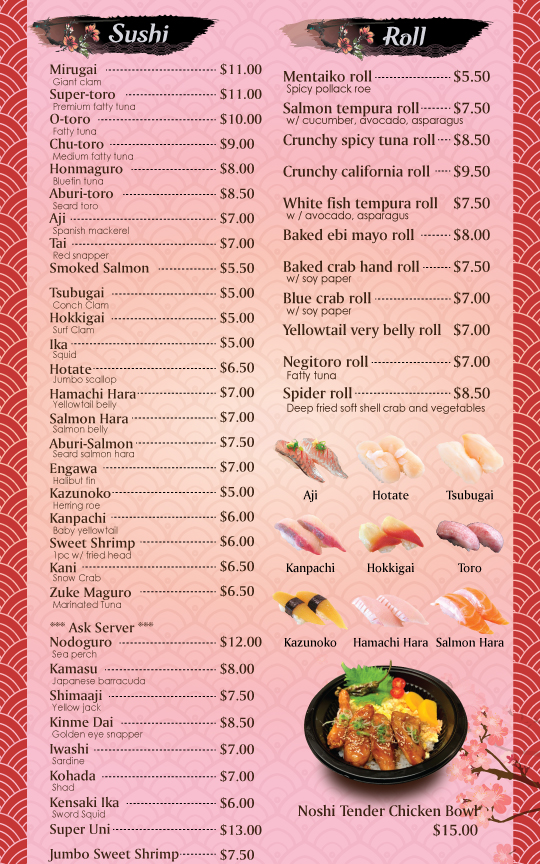 Sushi
Mirugai $11.00
Giant clam
Super-toro $11.00
Premium fatty tuna
O-toro $10.00
Fatty tuna
Chu-toro $9.00
Medium fatty tuna
Honmaguro $8.00
Bluefin tuna
Aburi-toro $8.50
Seard toro
Aji $7.00
Spanish mackerel
Tai $7.00
Red snapper
Smoked Salmon $5.50
Tsubugai $5.00
Conch Clam
Hokkigai $5.00
Surf Clam
Ika $5.00
Squid
Hotate $6.50
Jumbo scallop
Hamachi Hara $7.00
Yellowtail belly
Salmon Hara $7.00
Salmon belly
Aburi-Salmon $7.50
Seard salmon hara
Engawa $7.00
Halibut fin
Kazunoko $5.00
Herring roe
Kanpachi $6.00
Baby yellowtail
Sweet Shrimp $6.00
1pc w/ fried head
Kani $6.50
Snow Crab
Zuke Maguro $6.50
Marinated Tuna
*** Ask Server ***
Nodoguro $12.00
Sea perch
Kamasu $8.00
Japanese barracuda
Shimaaji $7.50
Yellow jack
Kinme Dai $8.50
Golden eye snapper
Iwashi $7.00
Sardine
Kohada $7.00
Shad
Kensaki Ika $6.00
Sword Squid
Super Uni $13.00
Jumbo Sweet Shrimp $7.50
Roll
Mentaiko roll $5.50
Spicy pollack roe
Salmon tempura roll $7.50
w/ cucumber, avocado, asparagus
Crunchy spicy tuna roll $8.50
Crunchy california roll $9.50
White fish tempura roll $7.50
w / avocado, asparagus
Baked ebi mayo roll $8.00
Baked crab hand roll $7.50
w/ soy paper
Blue crab roll $7.00
w/ soy paper
Yellowtail very belly roll $7.00
Negitoro roll $7.00
Fatty tuna
Spider roll $8.50
Deep fried soft shell crab and vegetables
Aji Hotate Tsubugai
Kanpachi Hokkigai Toro
Kazunoko Hamachi Hara Salmon Hara
Noshi Tender Chicken Bowl
$15.00